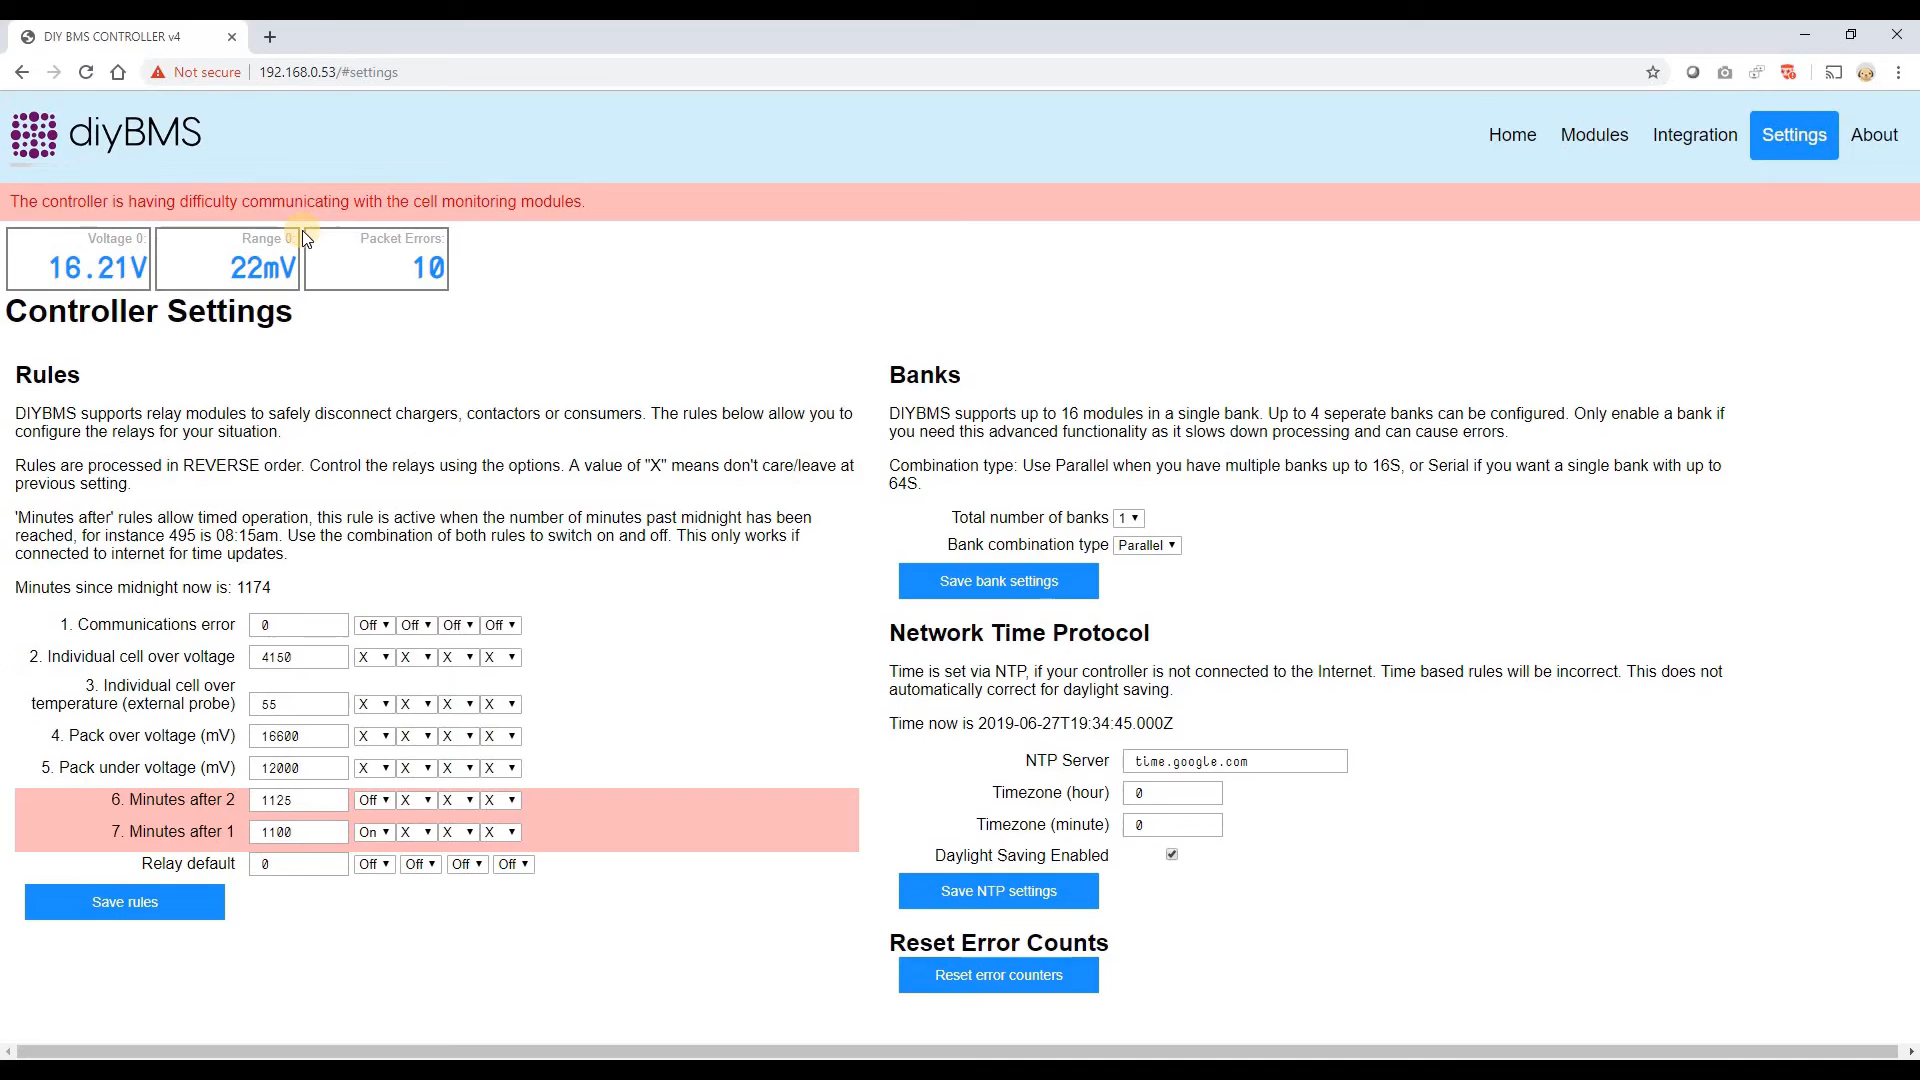 DIY BMS CONTROLLER v4
Not secure
192.168.0.53/#settings
diyBMS
Home
Modules
Integration
Settings
About
The controller is having difficulty communicating with the cell monitoring modules.
Voltage 0:
16.21V
Range 0:
22mV
Packet Errors:
10
Controller Settings
Rules
DIYBMS supports relay modules to safely disconnect chargers, contactors or consumers. The rules below allow you to
configure the relays for your situation.
Rules are processed in REVERSE order. Control the relays using the options. A value of "X" means don't care/leave at
previous setting.
'Minutes after' rules allow timed operation, this rule is active when the number of minutes past midnight has been
reached, for instance 495 is 08:15am. Use the combination of both rules to switch on and off. This only works if
connected to internet for time updates.
Minutes since midnight now is: 1174
1. Communications error 0 Off Off Off Off
2. Individual cell over voltage 4150 X X X X
3. Individual cell over
temperature (external probe) 55 X X X X
4. Pack over voltage (mV) 16600 X X X X
5. Pack under voltage (mV) 12000 X X X X
6. Minutes after 2 1125 Off X X X
7. Minutes after 1 1100 On X X X
Relay default 0 Off Off Off Off
Save rules
Banks
DIYBMS supports up to 16 modules in a single bank. Up to 4 seperate banks can be configured. Only enable a bank if
you need this advanced functionality as it slows down processing and can cause errors.
Combination type: Use Parallel when you have multiple banks up to 16S, or Serial if you want a single bank with up to
64S.
Total number of banks 1
Bank combination type Parallel
Save bank settings
Network Time Protocol
Time is set via NTP, if your controller is not connected to the Internet. Time based rules will be incorrect. This does not
automatically correct for daylight saving.
Time now is 2019-06-27T19:34:45.000Z
NTP Server time.google.com
Timezone (hour) 0
Timezone (minute) 0
Daylight Saving Enabled
Save NTP settings
Reset Error Counts
Reset error counters